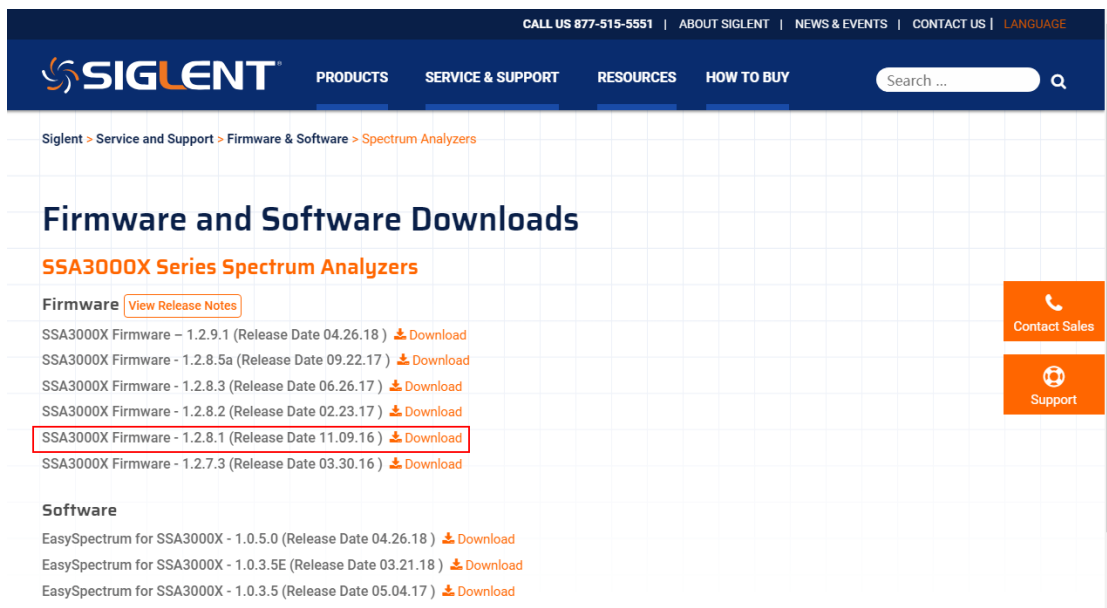 CALL US 877-515-5551 | ABOUT SIGLENT | NEWS & EVENTS | CONTACT US | LANGUAGE
SIGLENT PRODUCTS SERVICE & SUPPORT RESOURCES HOW TO BUY Search ...
Siglent > Service and Support > Firmware & Software > Spectrum Analyzers
Firmware and Software Downloads
SSA3000X Series Spectrum Analyzers
Firmware View Release Notes
SSA3000X Firmware – 1.2.9.1 (Release Date 04.26.18 ) Download
SSA3000X Firmware - 1.2.8.5a (Release Date 09.22.17 ) Download
SSA3000X Firmware - 1.2.8.3 (Release Date 06.26.17 ) Download
SSA3000X Firmware - 1.2.8.2 (Release Date 02.23.17 ) Download
SSA3000X Firmware - 1.2.8.1 (Release Date 11.09.16 ) Download
SSA3000X Firmware - 1.2.7.3 (Release Date 03.30.16 ) Download
Software
EasySpectrum for SSA3000X - 1.0.5.0 (Release Date 04.26.18 ) Download
EasySpectrum for SSA3000X - 1.0.3.5E (Release Date 03.21.18 ) Download
EasySpectrum for SSA3000X - 1.0.3.5 (Release Date 05.04.17 ) Download
Contact Sales
Support